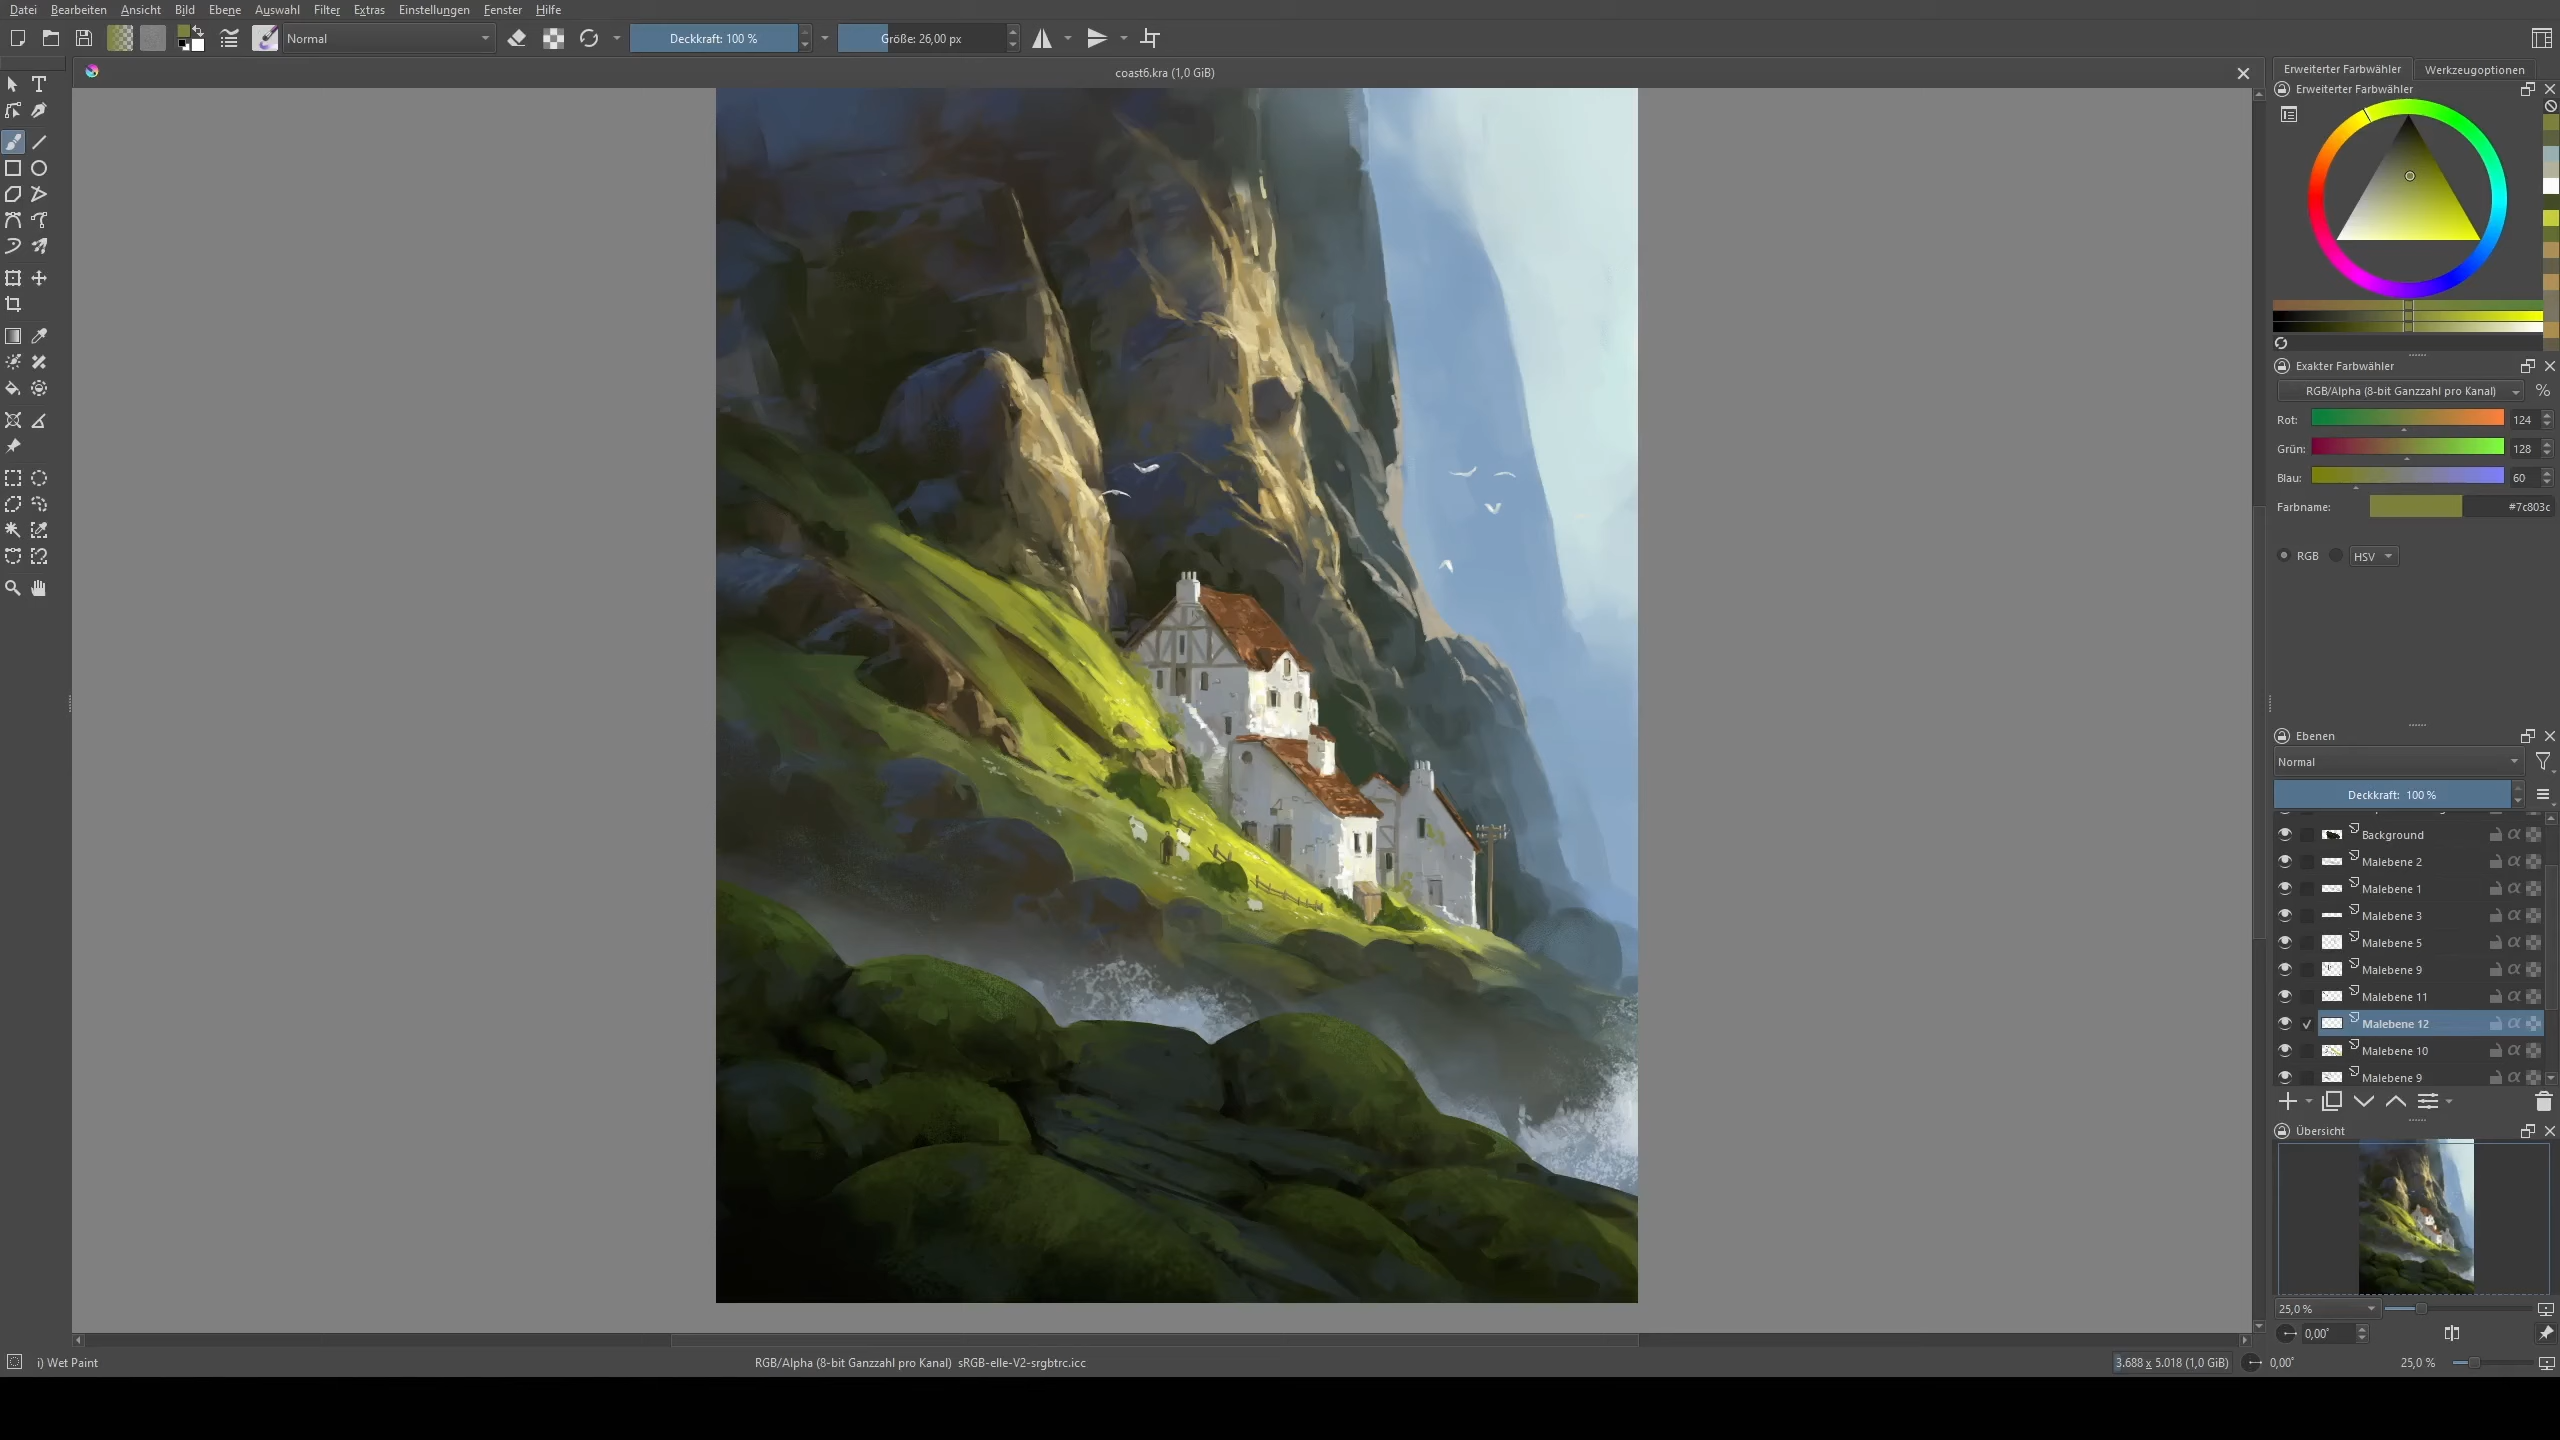 Datei Bearbeiten Ansicht Bild Ebene Auswahl Filter Extras Einstellungen Fenster Hilfe
Normal
Deckkraft: 100 %
Größe: 26,00 px
coast6.kra (1,0 GiB)
Erweiterter Farbwähler Werkzeugoptionen
Erweiterter Farbwähler
Exakter Farbwähler
RGB/Alpha (8-bit Ganzzahl pro Kanal) %
Rot: 124
Grün: 128
Blau: 60
Farbname: #7c803c
RGB HSV
Ebenen
Normal
Deckkraft: 100 %
Background
Malebene 2
Malebene 1
Malebene 3
Malebene 5
Malebene 9
Malebene 11
Malebene 12
Malebene 10
Malebene 9
Übersicht
25,0 %
0,00°
i) Wet Paint
RGB/Alpha (8-bit Ganzzahl pro Kanal) sRGB-elle-V2-srgbtrc.icc
3.688 x 5.018 (1,0 GiB)
0,00°
25,0 %